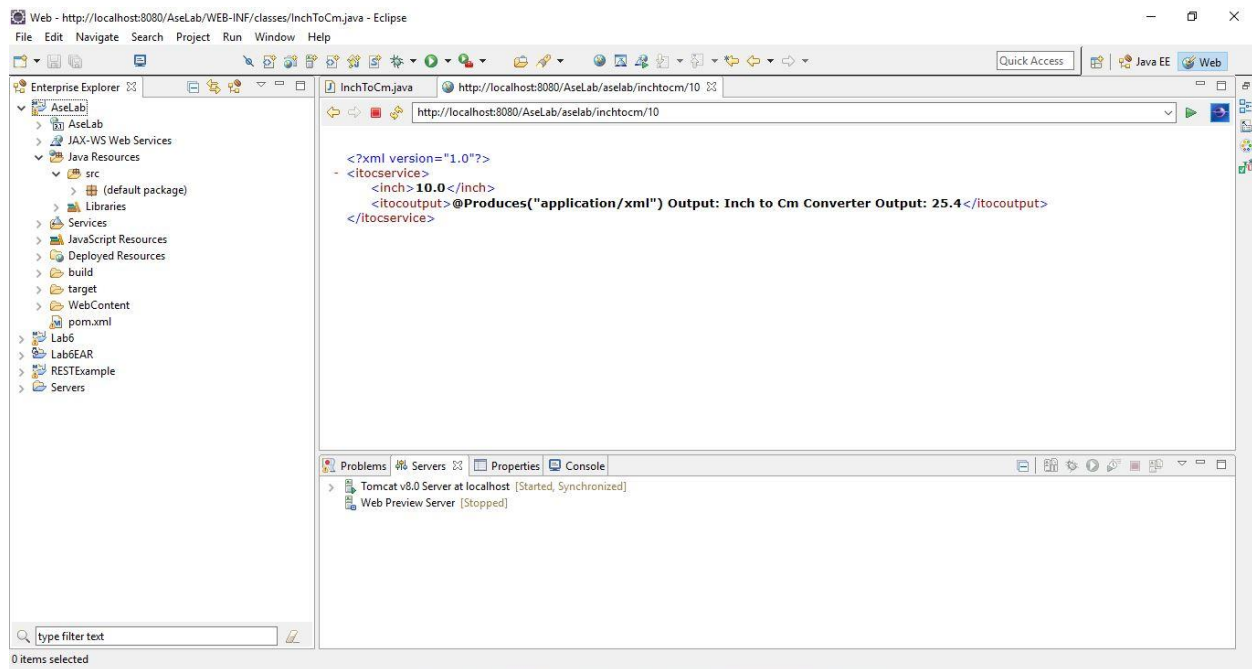 Web - http://localhost:8080/AseLab/WEB-INF/classes/InchToCm.java - Eclipse
File Edit Navigate Search Project Run Window Help
Quick Access Java EE Web
Enterprise Explorer
AseLab
AseLab
JAX-WS Web Services
Java Resources
src
(default package)
Libraries
Services
JavaScript Resources
Deployed Resources
build
target
WebContent
pom.xml
Lab6
Lab6EAR
RESTExample
Servers
type filter text
0 items selected
InchToCm.java http://localhost:8080/AseLab/aselab/inchtocm/10
http://localhost:8080/AseLab/aselab/inchtocm/10
<?xml version="1.0"?>
- <itocservice>
<inch>10.0</inch>
<itocoutput>@Produces("application/xml") Output: Inch to Cm Converter Output: 25.4</itocoutput>
</itocservice>
Problems Servers Properties Console
Tomcat v8.0 Server at localhost [Started, Synchronized]
Web Preview Server [Stopped]